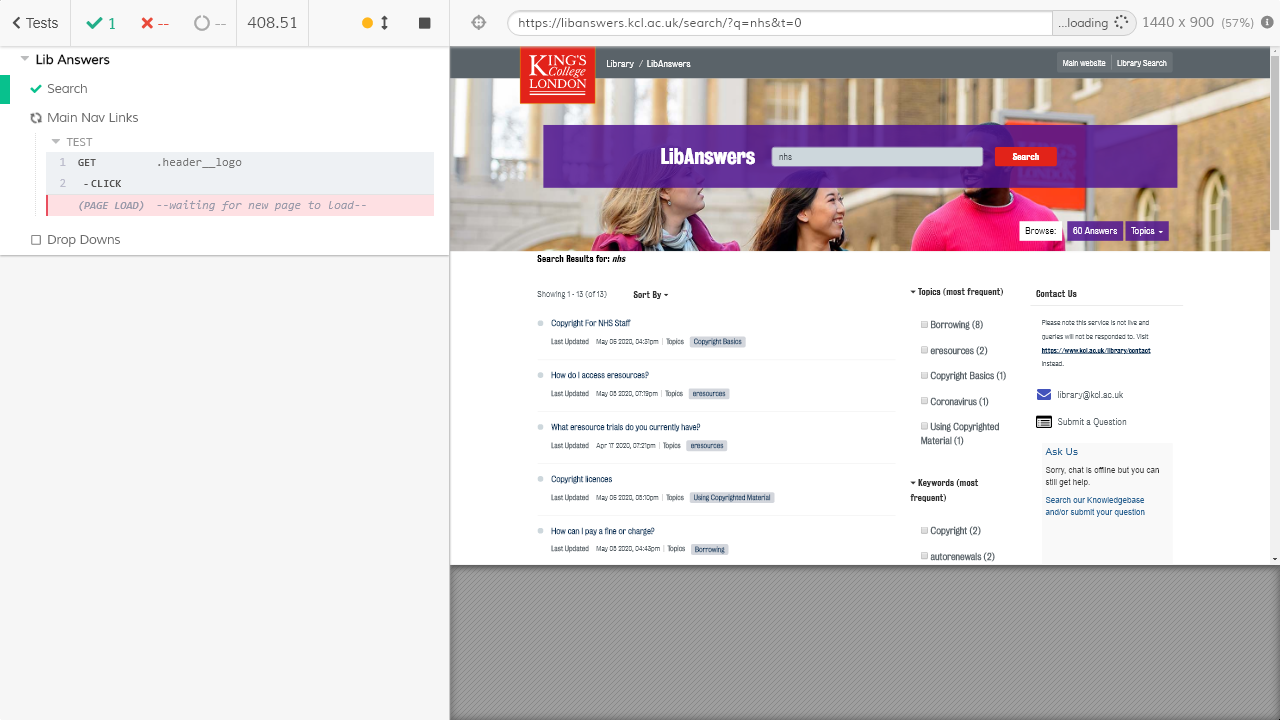 Tests
1
--
--
408.51
https://libanswers.kcl.ac.uk/search/?q=nhs&t=0
...loading
1440 x 900 (57%)
Lib Answers
Search
Main Nav Links
TEST
1 GET .header__logo
2 -CLICK
(PAGE LOAD) --waiting for new page to load--
Drop Downs
KING'S
College
LONDON
Library / LibAnswers
Main website
Library Search
LibAnswers
nhs
Search
Browse:
60 Answers
Topics
Search Results for: nhs
Showing 1 - 13 (of 13)
Sort By
Copyright For NHS Staff
Last Updated May 06 2020, 04:31pm | Topics Copyright Basics
How do I access eresources?
Last Updated May 06 2020, 07:19pm | Topics eresources
What eresource trials do you currently have?
Last Updated Apr 17 2020, 07:21pm | Topics eresources
Copyright licences
Last Updated May 06 2020, 05:10pm | Topics Using Copyrighted Material
How can I pay a fine or charge?
Last Updated May 05 2020, 04:43pm | Topics Borrowing
Topics (most frequent)
Borrowing (8)
eresources (2)
Copyright Basics (1)
Coronavirus (1)
Using Copyrighted
Material (1)
Keywords (most
frequent)
Copyright (2)
autorenewals (2)
Contact Us
Please note this service is not live and
queries will not be responded to. Visit
https://www.kcl.ac.uk/library/contact
instead.
library@kcl.ac.uk
Submit a Question
Ask Us
Sorry, chat is offline but you can
still get help.
Search our Knowledgebase
and/or submit your question